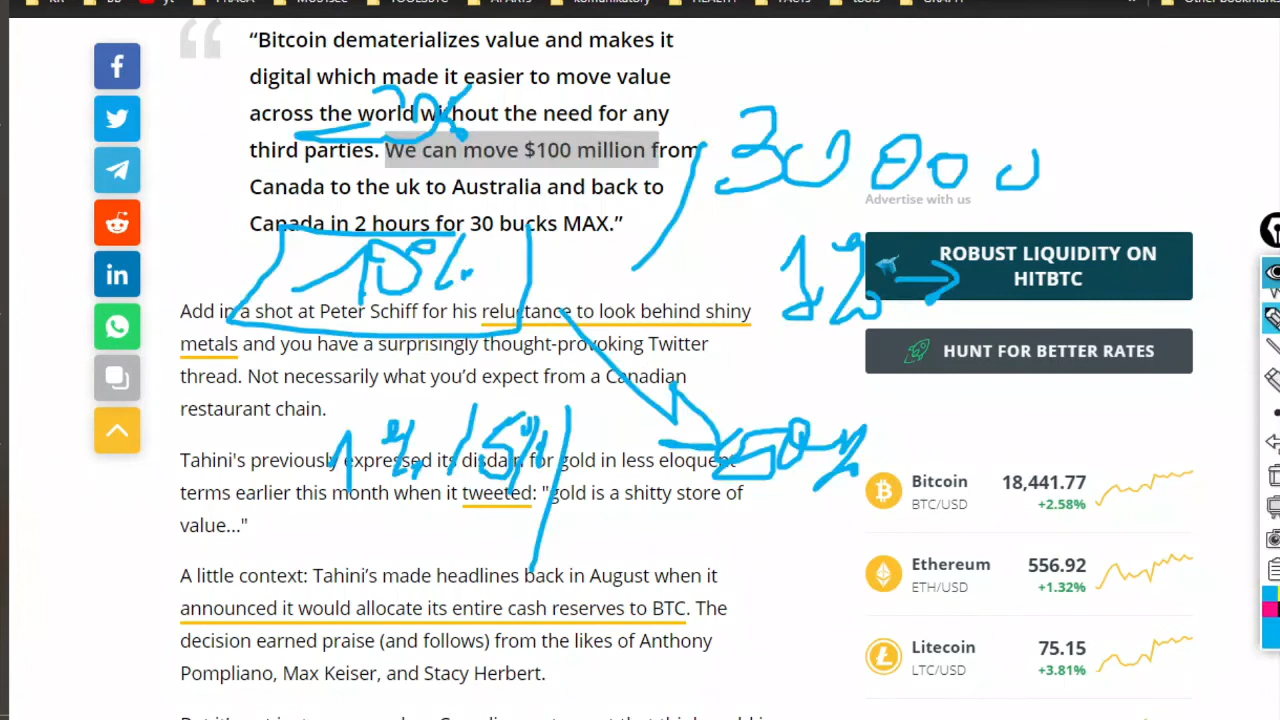 “Bitcoin dematerializes value and makes it
digital which made it easier to move value
across the world without the need for any
third parties. We can move $100 million from
Canada to the uk to Australia and back to
Canada in 2 hours for 30 bucks MAX.”
30000
10%
1%
50%
1% / 5%
Add in a shot at Peter Schiff for his reluctance to look behind shiny
metals and you have a surprisingly thought-provoking Twitter
thread. Not necessarily what you’d expect from a Canadian
restaurant chain.
Tahini's previously expressed its disdain for gold in less eloquent
terms earlier this month when it tweeted: "gold is a shitty store of
value..."
A little context: Tahini’s made headlines back in August when it
announced it would allocate its entire cash reserves to BTC. The
decision earned praise (and follows) from the likes of Anthony
Pompliano, Max Keiser, and Stacy Herbert.
Advertise with us
ROBUST LIQUIDITY ON
HITBTC
HUNT FOR BETTER RATES
Bitcoin 18,441.77
BTC/USD +2.58%
Ethereum 556.92
ETH/USD +1.32%
Litecoin 75.15
LTC/USD +3.81%